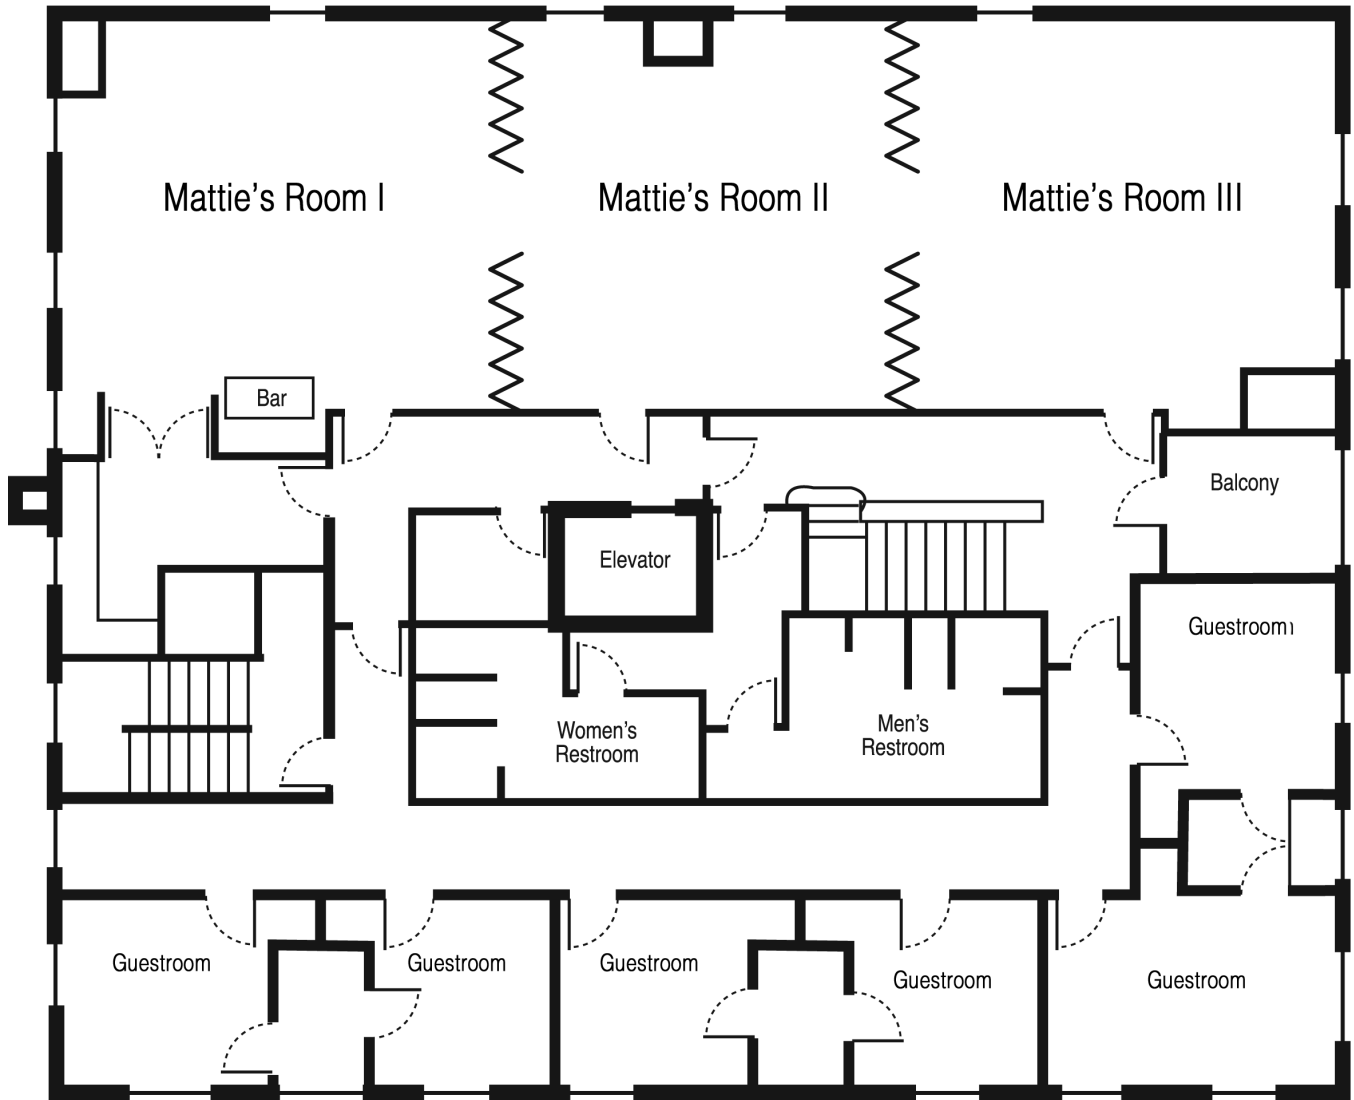 Mattie's Room I
Mattie's Room II
Mattie's Room III
Bar
Balcony
Elevator
Guestroom
Women's
Restroom
Men's
Restroom
Guestroom
Guestroom
Guestroom
Guestroom
Guestroom